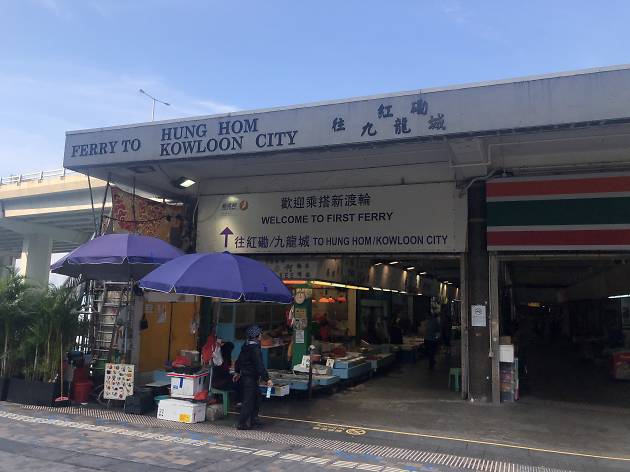 FERRY TO
HUNG HOM
KOWLOON CITY
往
紅磡
九龍城
歡迎乘搭新渡輪
WELCOME TO FIRST FERRY
往紅磡/九龍城 TO HUNG HOM/KOWLOON CITY